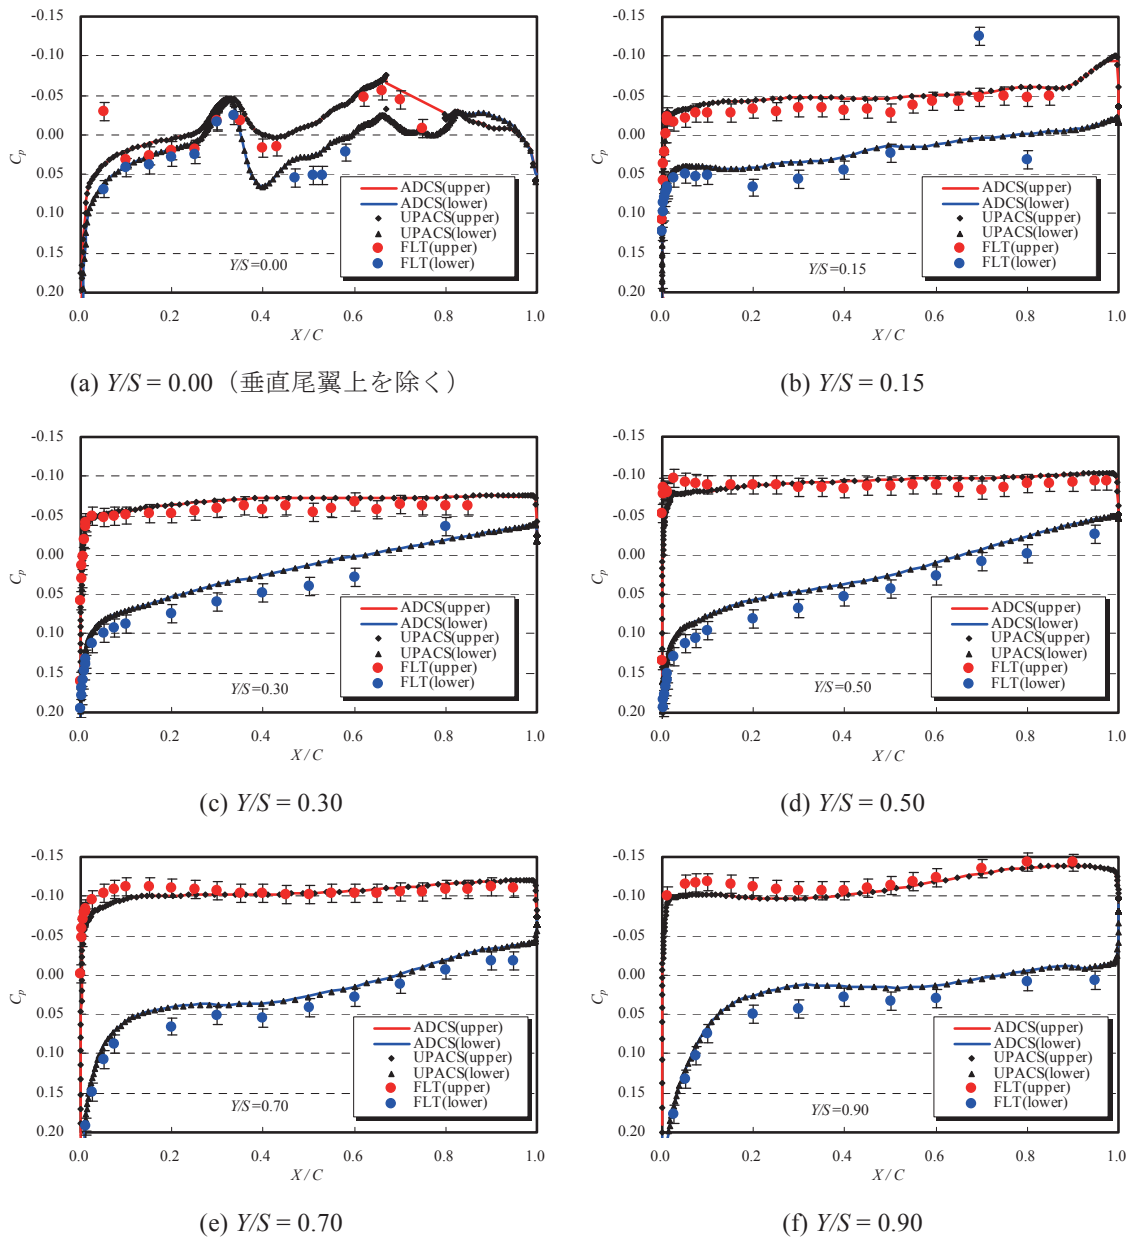 -0.15
-0.10
-0.05
0.00
0.05
0.10
0.15
0.20
Cp
0.0 0.2 0.4 0.6 0.8 1.0
X / C
Y/S=0.00
ADCS(upper)
ADCS(lower)
UPACS(upper)
UPACS(lower)
FLT(upper)
FLT(lower)
(a) Y/S = 0.00（垂直尾翼上を除く）
-0.15
-0.10
-0.05
0.00
0.05
0.10
0.15
0.20
Cp
0.0 0.2 0.4 0.6 0.8 1.0
X / C
Y/S=0.15
ADCS(upper)
ADCS(lower)
UPACS(upper)
UPACS(lower)
FLT(upper)
FLT(lower)
(b) Y/S = 0.15
-0.15
-0.10
-0.05
0.00
0.05
0.10
0.15
0.20
Cp
0.0 0.2 0.4 0.6 0.8 1.0
X / C
Y/S=0.30
ADCS(upper)
ADCS(lower)
UPACS(upper)
UPACS(lower)
FLT(upper)
FLT(lower)
(c) Y/S = 0.30
-0.15
-0.10
-0.05
0.00
0.05
0.10
0.15
0.20
Cp
0.0 0.2 0.4 0.6 0.8 1.0
X / C
Y/S=0.50
ADCS(upper)
ADCS(lower)
UPACS(upper)
UPACS(lower)
FLT(upper)
FLT(lower)
(d) Y/S = 0.50
-0.15
-0.10
-0.05
0.00
0.05
0.10
0.15
0.20
Cp
0.0 0.2 0.4 0.6 0.8 1.0
X / C
Y/S=0.70
ADCS(upper)
ADCS(lower)
UPACS(upper)
UPACS(lower)
FLT(upper)
FLT(lower)
(e) Y/S = 0.70
-0.15
-0.10
-0.05
0.00
0.05
0.10
0.15
0.20
Cp
0.0 0.2 0.4 0.6 0.8 1.0
X / C
Y/S=0.90
ADCS(upper)
ADCS(lower)
UPACS(upper)
UPACS(lower)
FLT(upper)
FLT(lower)
(f) Y/S = 0.90